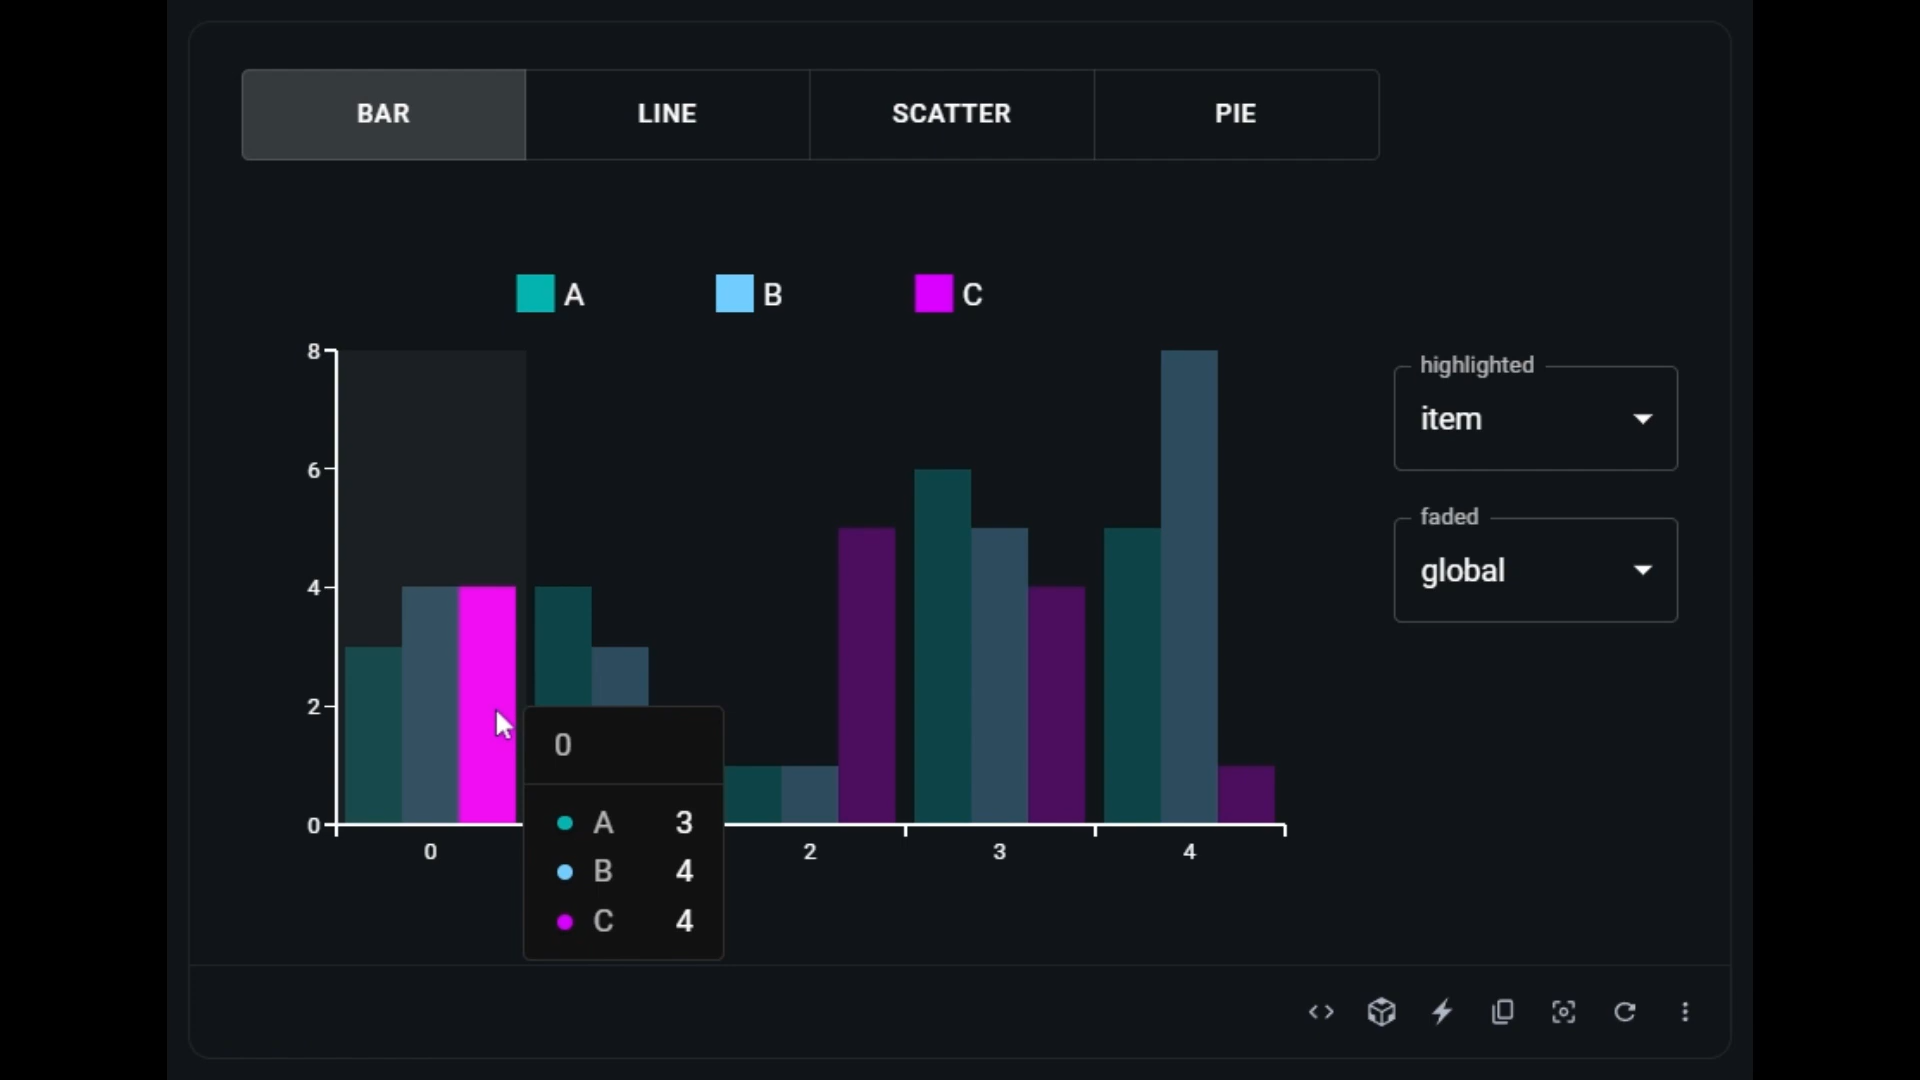 BAR LINE SCATTER PIE
A B C
8
6
4
2
0
0 2 3 4
highlighted
item
faded
global
0
A 3
B 4
C 4